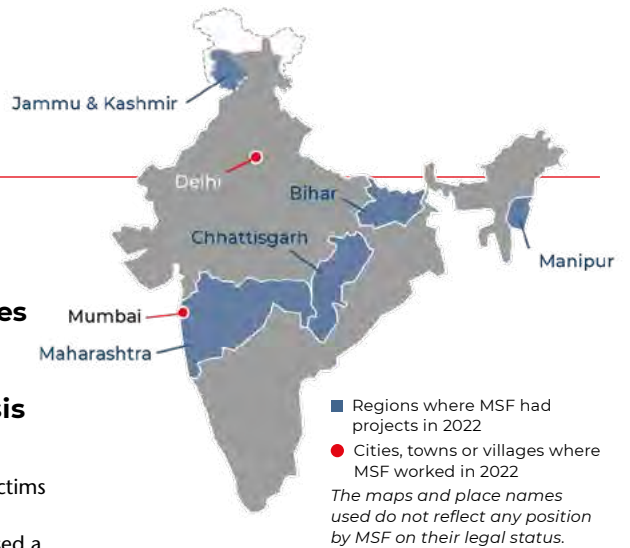 Jammu & Kashmir
Delhi
Bihar
Chhattisgarh
Manipur
Mumbai
Maharashtra
es
sis
ctims
ed a
Regions where MSF had
projects in 2022
Cities, towns or villages where
MSF worked in 2022
The maps and place names
used do not reflect any position
by MSF on their legal status.